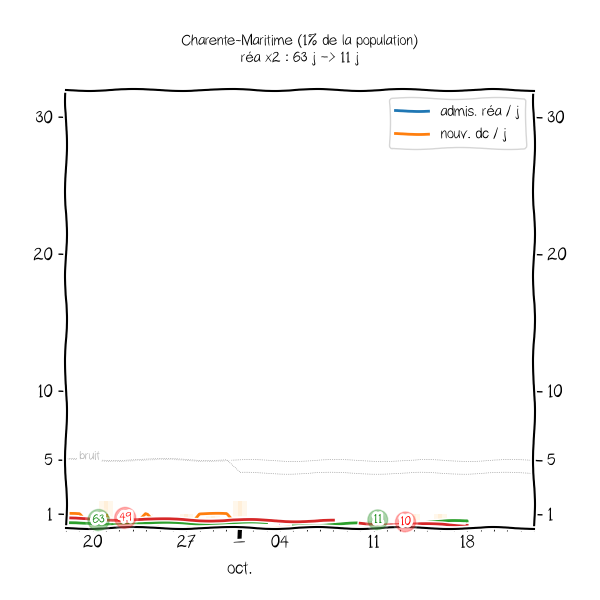 Charente-Maritime (1% de la population)
réa x2 : 63 j -> 11 j
admis. réa / j
nouv. dc / j
30 30
20 20
10 10
5 bruit 5
1 63 49 11 10 1
20 27 04 11 18
oct.